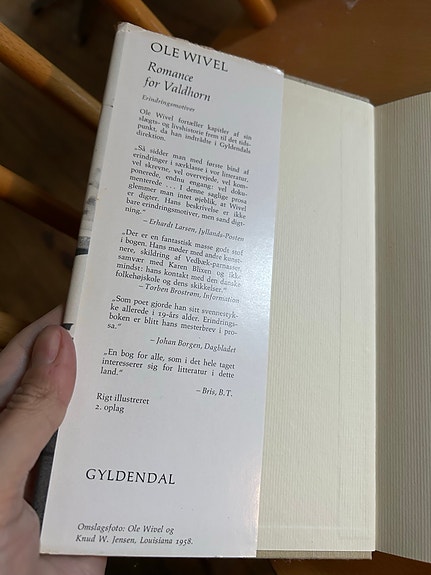 OLE WIVEL
Romance
for Valdhorn
Erindringsmotiver
Ole Wivel fortæller kapitler af sin
slægts- og livshistorie frem til det tids-
punkt, da han indtrådte i Gyldendals
direktion.
„Så sidder man med første bind af
erindringer i særklasse i vor litteratur,
vel skrevne, vel overvejede, vel kom-
ponerede, endnu engang: vel doku-
menterede . . . I denne saglige prosa
glemmer man intet øjeblik, at Wivel
er digter. Hans beskrivelse er ikke
bare erindringsmotiver, men sand digt-
ning.“
– Erhardt Larsen, Jyllands-Posten
„Der er en fantastisk masse gods stof
i bogen. Hans møder med andre kunst-
nere, skildring af Vedbæk-parnasset,
samvær med Karen Blixen og ikke
mindst: hans kontakt med den danske
folkehøjskole og dens skikkelser.“
– Torben Brostrøm, Information
„Som poet gjorde han sitt svennestyk-
ke allerede i 19-års alder. Erindrings-
boken er blitt hans mesterbrev i pro-
sa.“
– Johan Borgen, Dagbladet
„En bog for alle, som i det hele taget
interesserer sig for litteratur i dette
land.“
– Bris, B.T.
Rigt illustreret
2. oplag
GYLDENDAL
Omslagsfoto: Ole Wivel og
Knud W. Jensen, Louisiana 1958.